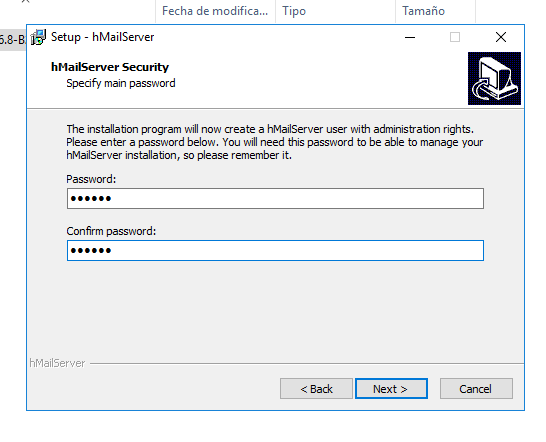 Fecha de modifica... Tipo Tamaño
6.8-B
Setup - hMailServer
hMailServer Security
Specify main password
The installation program will now create a hMailServer user with administration rights.
Please enter a password below. You will need this password to be able to manage your
hMailServer installation, so please remember it.
Password:
●●●●●●
Confirm password:
●●●●●●
hMailServer
< Back Next > Cancel